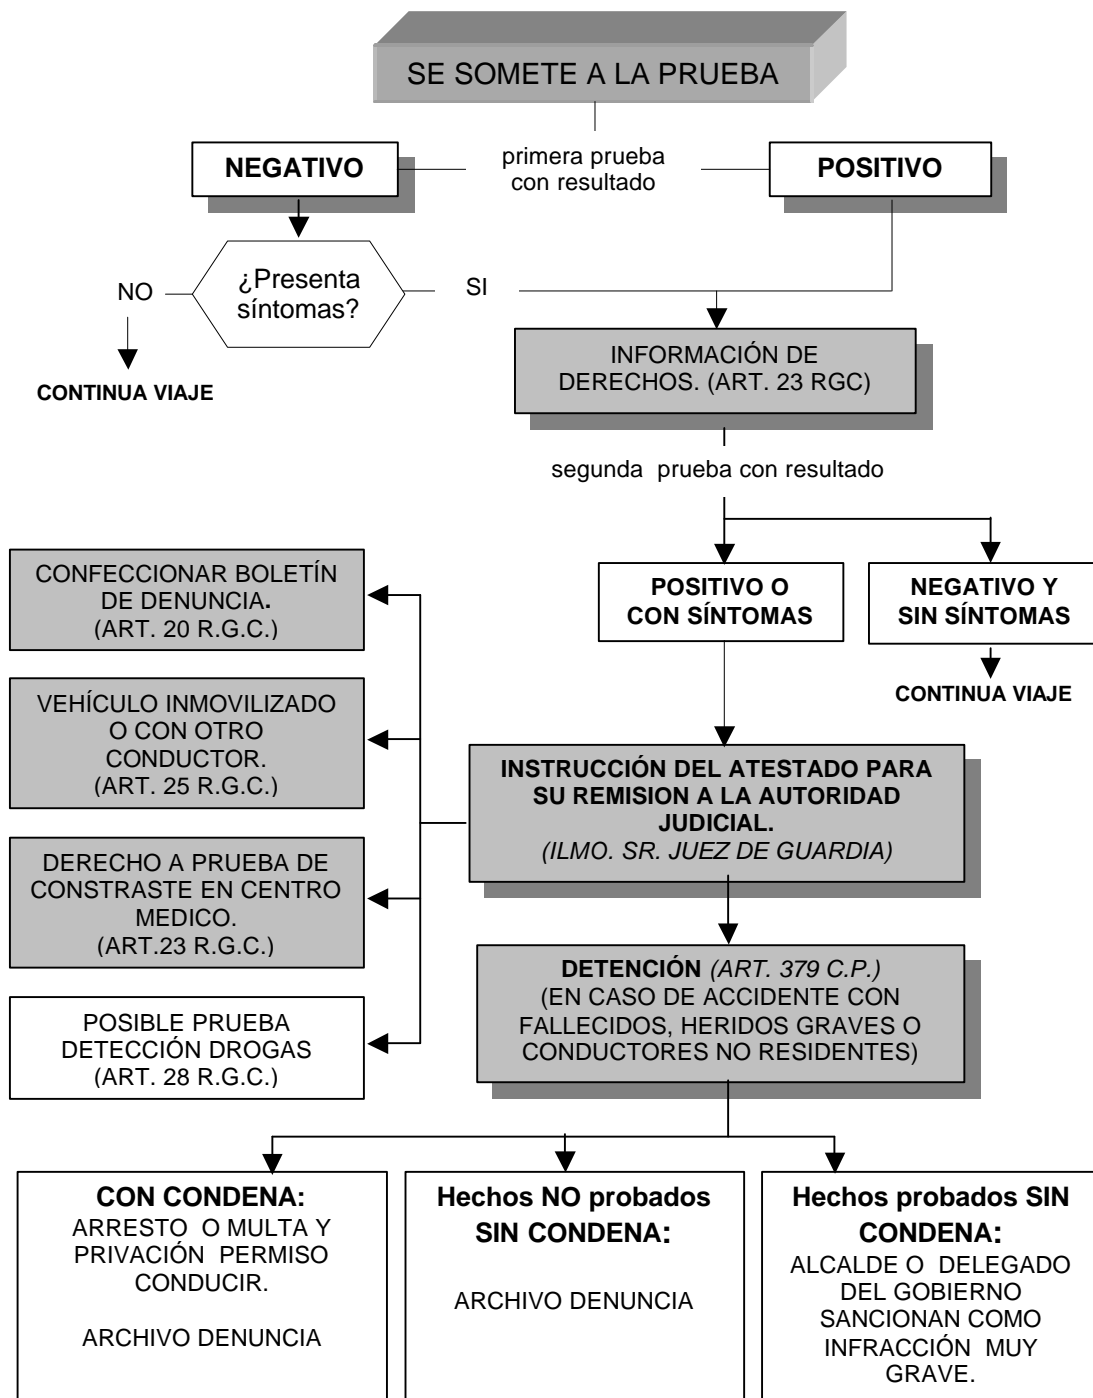 SE SOMETE A LA PRUEBA
NEGATIVO
primera prueba
con resultado
POSITIVO
¿Presenta
síntomas?
NO
SI
CONTINUA VIAJE
INFORMACIÓN DE
DERECHOS. (ART. 23 RGC)
segunda prueba con resultado
POSITIVO O
CON SÍNTOMAS
NEGATIVO Y
SIN SÍNTOMAS
CONTINUA VIAJE
CONFECCIONAR BOLETÍN
DE DENUNCIA.
(ART. 20 R.G.C.)
VEHÍCULO INMOVILIZADO
O CON OTRO
CONDUCTOR.
(ART. 25 R.G.C.)
DERECHO A PRUEBA DE
CONSTRASTE EN CENTRO
MEDICO.
(ART.23 R.G.C.)
POSIBLE PRUEBA
DETECCIÓN DROGAS
(ART. 28 R.G.C.)
INSTRUCCIÓN DEL ATESTADO PARA
SU REMISION A LA AUTORIDAD
JUDICIAL.
(ILMO. SR. JUEZ DE GUARDIA)
DETENCIÓN (ART. 379 C.P.)
(EN CASO DE ACCIDENTE CON
FALLECIDOS, HERIDOS GRAVES O
CONDUCTORES NO RESIDENTES)
CON CONDENA:
ARRESTO O MULTA Y
PRIVACIÓN PERMISO
CONDUCIR.
ARCHIVO DENUNCIA
Hechos NO probados
SIN CONDENA:
ARCHIVO DENUNCIA
Hechos probados SIN
CONDENA:
ALCALDE O DELEGADO
DEL GOBIERNO
SANCIONAN COMO
INFRACCIÓN MUY
GRAVE.